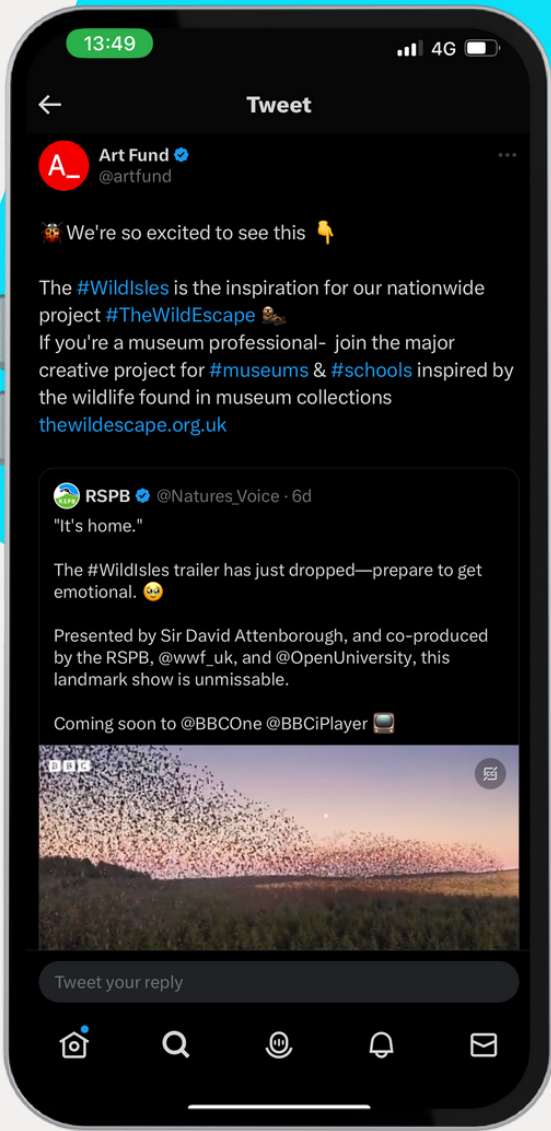 13:49
4G
Tweet
A_
Art Fund
@artfund
🐞 We're so excited to see this 👇
The #WildIsles is the inspiration for our nationwide
project #TheWildEscape 🦦
If you're a museum professional- join the major
creative project for #museums & #schools inspired by
the wildlife found in museum collections
thewildescape.org.uk
RSPB
RSPB @Natures_Voice · 6d
"It's home."
The #WildIsles trailer has just dropped—prepare to get
emotional. 🥹
Presented by Sir David Attenborough, and co-produced
by the RSPB, @wwf_uk, and @OpenUniversity, this
landmark show is unmissable.
Coming soon to @BBCOne @BBCiPlayer 📺
BBC
Tweet your reply